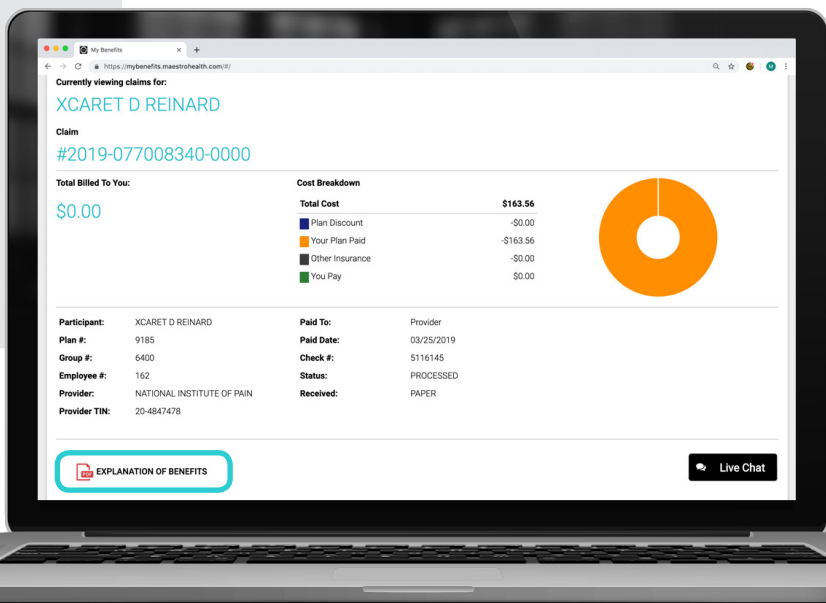 My Benefits
https://mybenefits.maestrohealth.com/#/
M
Currently viewing claims for:
XCARET D REINARD
Claim
#2019-077008340-0000
Total Billed To You:
$0.00
Cost Breakdown
Total Cost $163.56
Plan Discount -$0.00
Your Plan Paid -$163.56
Other Insurance -$0.00
You Pay $0.00
Participant: XCARET D REINARD
Plan #: 9185
Group #: 6400
Employee #: 162
Provider: NATIONAL INSTITUTE OF PAIN
Provider TIN: 20-4847478
Paid To: Provider
Paid Date: 03/25/2019
Check #: 5116145
Status: PROCESSED
Received: PAPER
PDF EXPLANATION OF BENEFITS
Live Chat